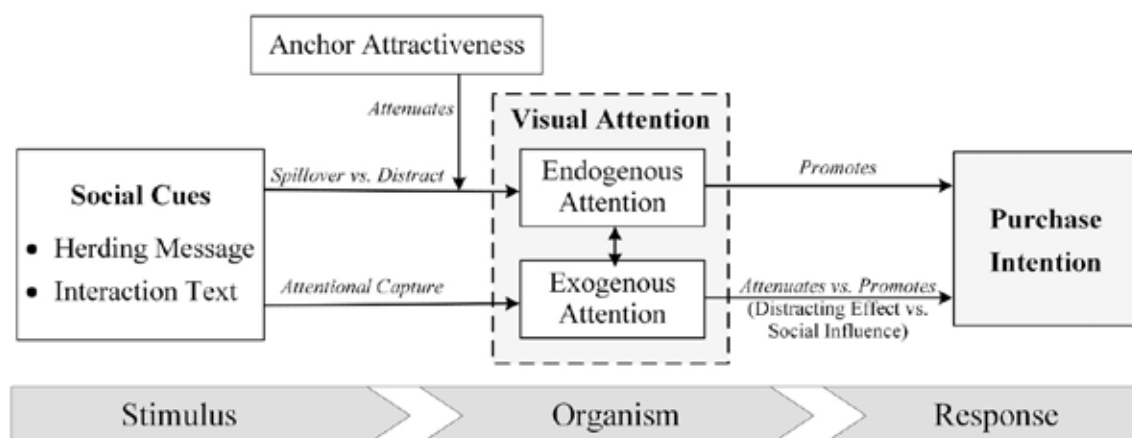 Anchor Attractiveness
Attenuates
Visual Attention
Social Cues
• Herding Message
• Interaction Text
Spillover vs. Distract
Attentional Capture
Endogenous
Attention
Exogenous
Attention
Promotes
Attenuates vs. Promotes
(Distracting Effect vs.
Social Influence)
Purchase
Intention
Stimulus
Organism
Response